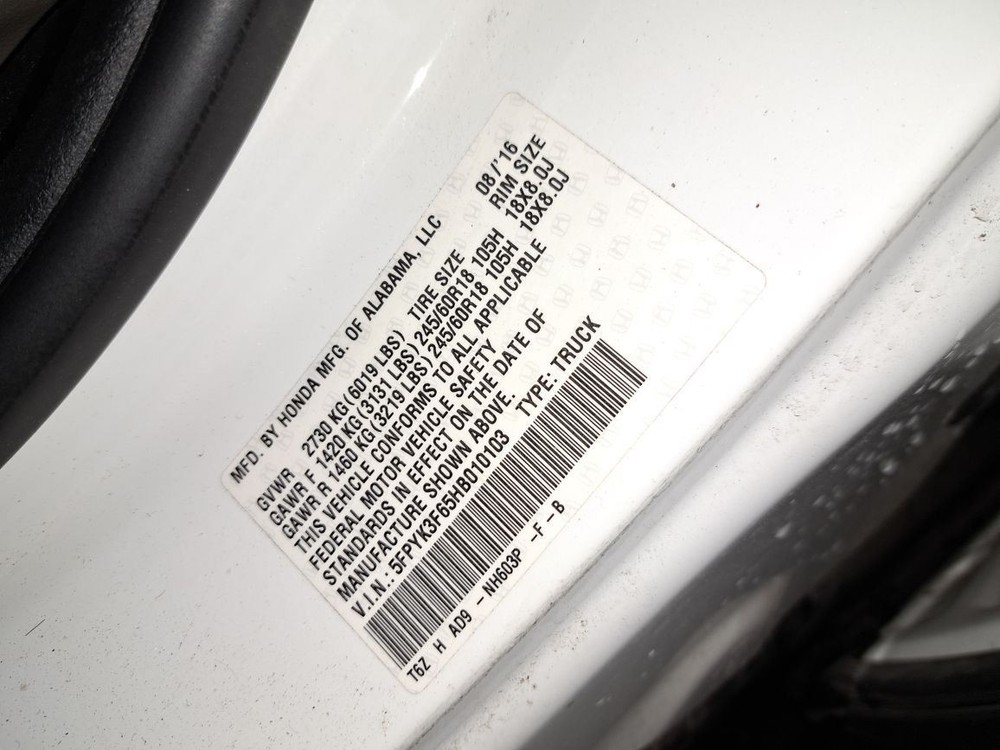 MFD. BY HONDA MFG. OF ALABAMA, LLC 08/'16
GVWR 2730 KG(6019 LBS) TIRE SIZE RIM SIZE
GAWR F 1420 KG(3131 LBS) 245/60R18 105H 18X8.0J
GAWR R 1460 KG(3219 LBS) 245/60R18 105H 18X8.0J
THIS VEHICLE CONFORMS TO ALL APPLICABLE
FEDERAL MOTOR VEHICLE SAFETY
STANDARDS IN EFFECT ON THE DATE OF
MANUFACTURE SHOWN ABOVE.
V.I.N.: 5FPYK3F65HB010103 TYPE: TRUCK
T6Z H AD9 -NH603P -F-B